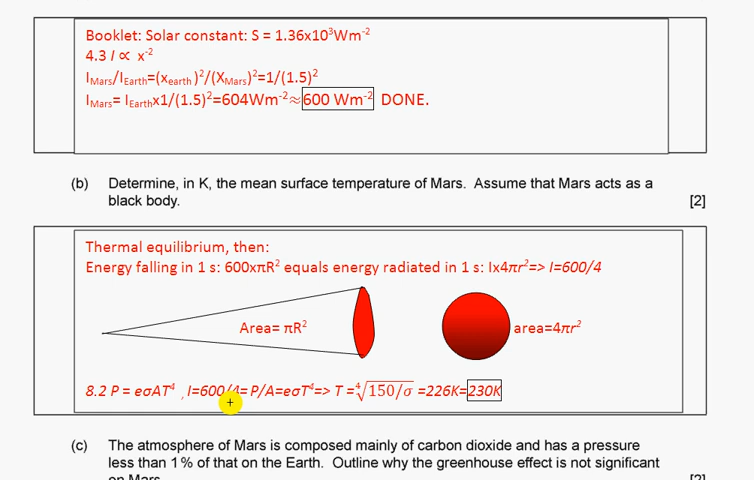 Booklet: Solar constant: S = 1.36x10³Wm⁻²
4.3 I ∝ x⁻²
I_Mars/I_Earth=(x_earth)²/(X_Mars)²=1/(1.5)²
I_Mars= I_Earthx1/(1.5)²=604Wm⁻²≈600 Wm⁻² DONE.
(b) Determine, in K, the mean surface temperature of Mars. Assume that Mars acts as a
black body. [2]
Thermal equilibrium, then:
Energy falling in 1 s: 600xπR² equals energy radiated in 1 s: Ix4πr²=> I=600/4
Area= πR² area=4πr²
8.2 P = eσAT⁴ , I=600/4= P/A=eσT⁴=> T =∜150/σ =226K=230K
(c) The atmosphere of Mars is composed mainly of carbon dioxide and has a pressure
less than 1% of that on the Earth. Outline why the greenhouse effect is not significant
on Mars. [2]